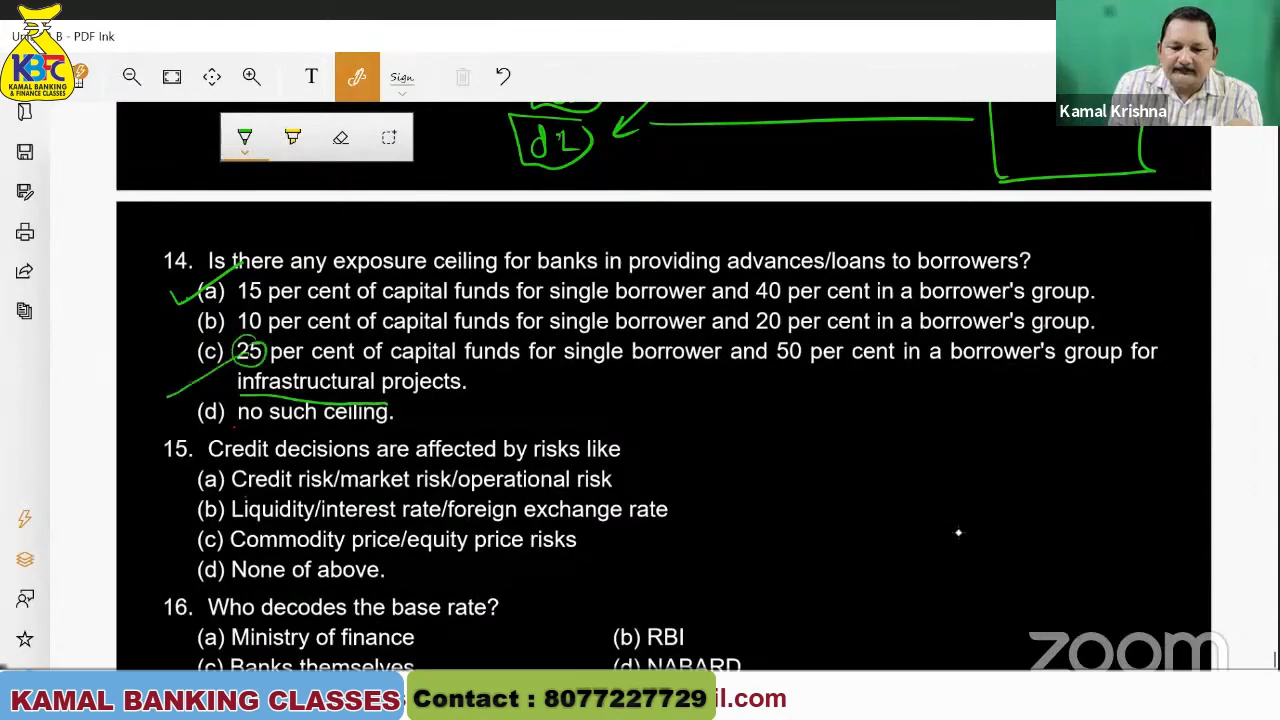 B - PDF Ink
KBFC
KAMAL BANKING
& FINANCE CLASSES
T
Sign
Kamal Krishna
14. Is there any exposure ceiling for banks in providing advances/loans to borrowers?
(a) 15 per cent of capital funds for single borrower and 40 per cent in a borrower's group.
(b) 10 per cent of capital funds for single borrower and 20 per cent in a borrower's group.
(c) 25 per cent of capital funds for single borrower and 50 per cent in a borrower's group for
infrastructural projects.
(d) no such ceiling.
15. Credit decisions are affected by risks like
(a) Credit risk/market risk/operational risk
(b) Liquidity/interest rate/foreign exchange rate
(c) Commodity price/equity price risks
(d) None of above.
16. Who decodes the base rate?
(a) Ministry of finance (b) RBI
(c) Banks themselves (d) NABARD
zoom
KAMAL BANKING CLASSES Contact : 8077227729 il.com